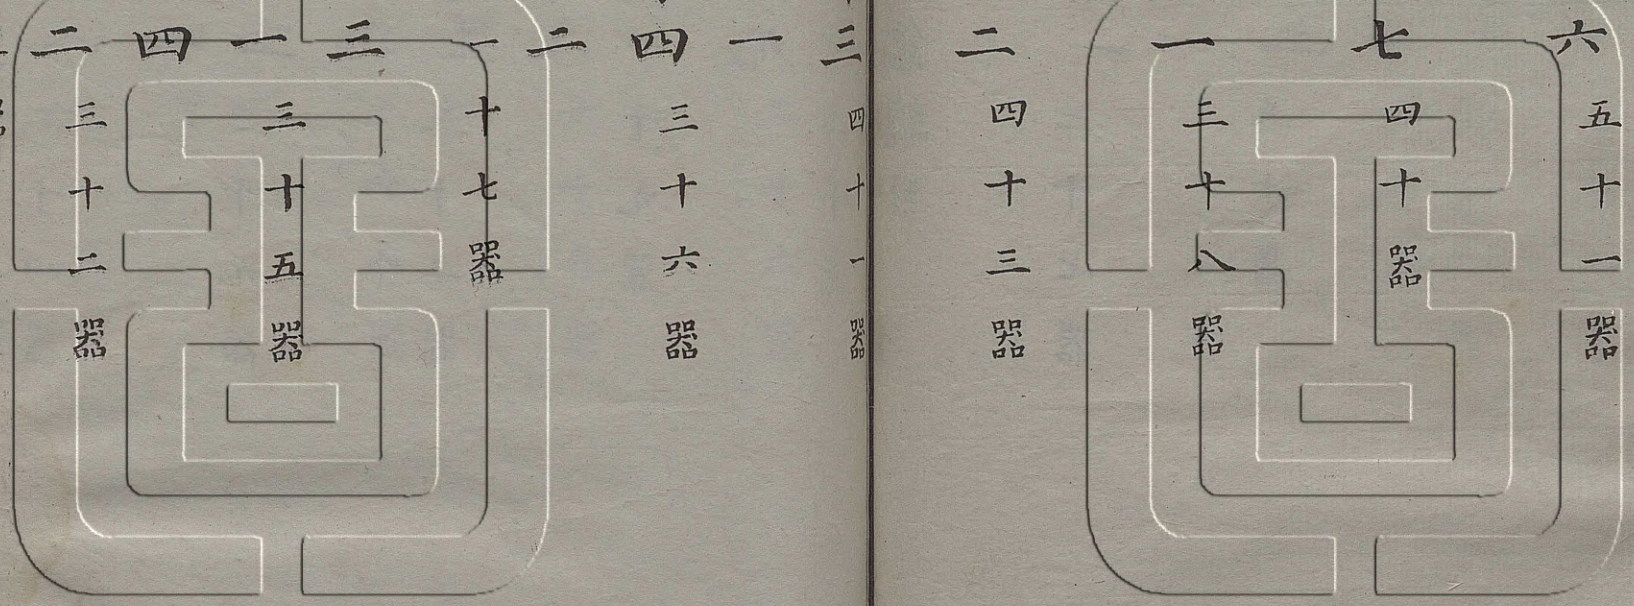 六五十一器
七四十器
一三十八器
二四十三器
三四十一器
一
四三十六器
二
一十七器
三
一三十五器
四
二三十二器